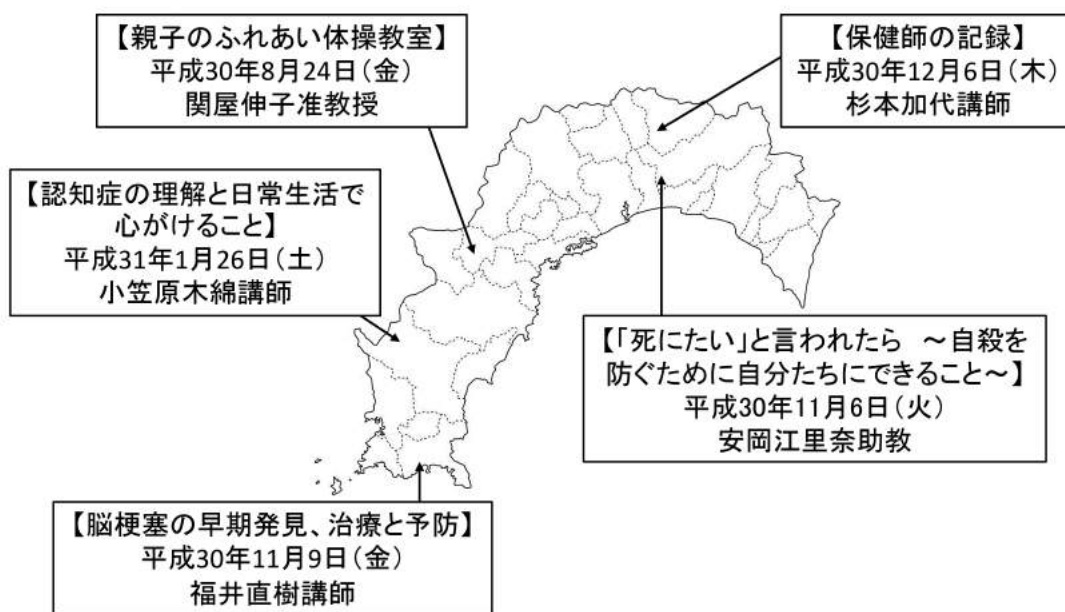 【親子のふれあい体操教室】
平成30年8月24日(金)
関屋伸子准教授
【保健師の記録】
平成30年12月6日(木)
杉本加代講師
【認知症の理解と日常生活で
心がけること】
平成31年1月26日(土)
小笠原木綿講師
【「死にたい」と言われたら ～自殺を
防ぐために自分たちにできること～】
平成30年11月6日(火)
安岡江里奈助教
【脳梗塞の早期発見、治療と予防】
平成30年11月9日(金)
福井直樹講師